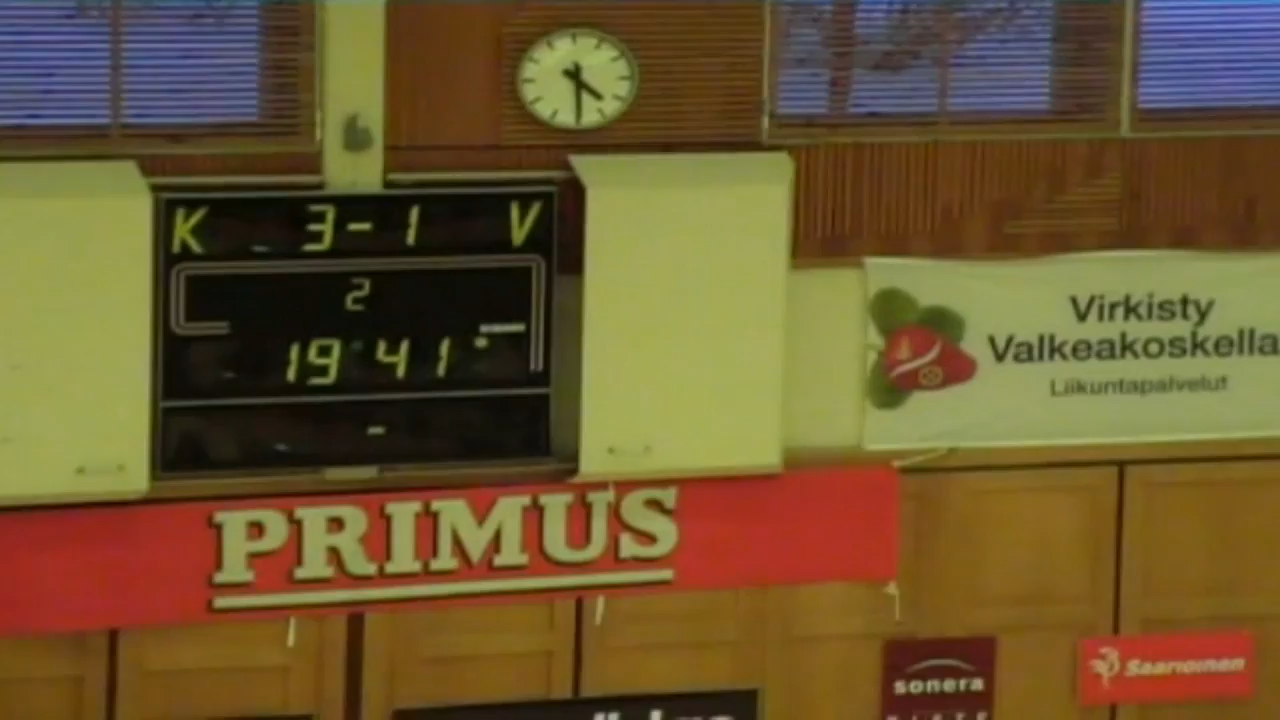 K 3-1 V
2
19:41
-
Virkisty
Valkeakoskella
Liikuntapalvelut
PRIMUS
sonera
Saarioinen